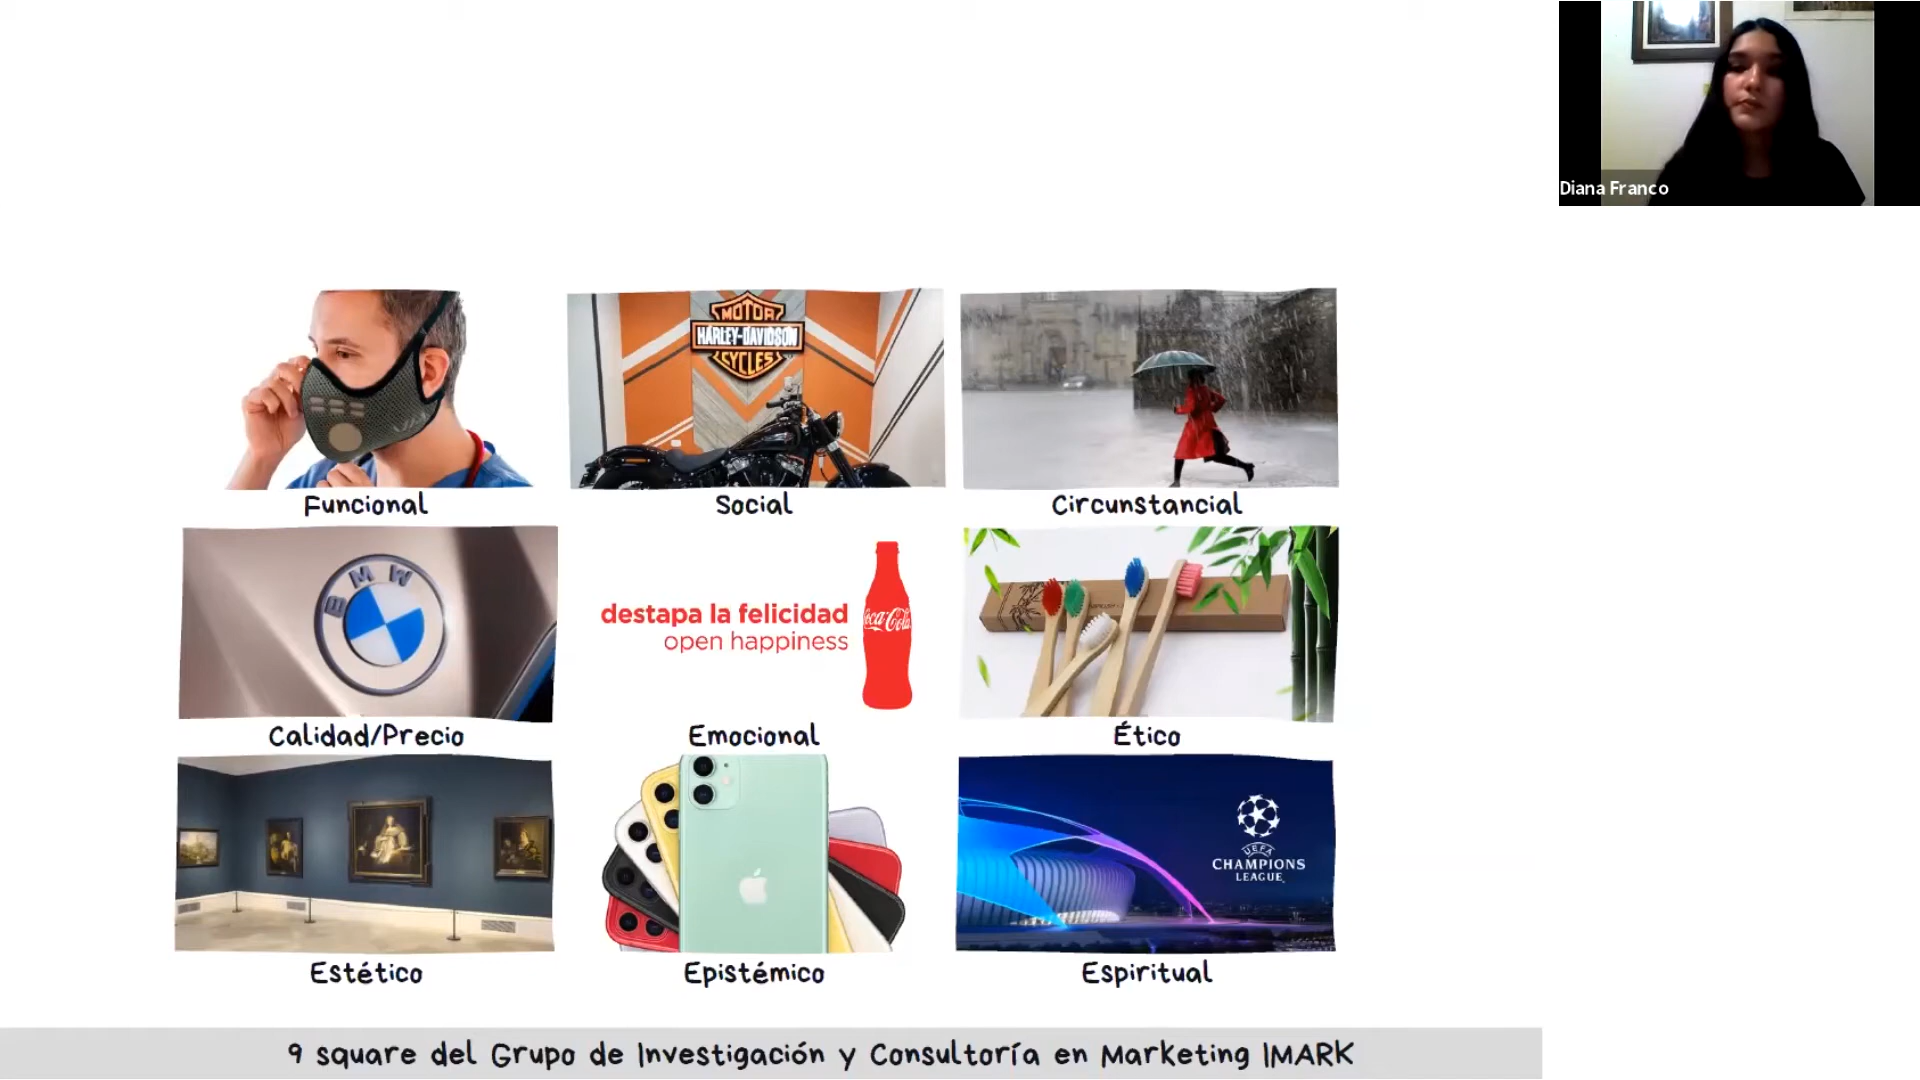 Diana Franco
MOTOR
HARLEY-DAVIDSON
CYCLES
Funcional
Social
Circunstancial
BMW
destapa la felicidad
open happiness
Coca-Cola
Calidad/Precio
Emocional
Ético
UEFA
CHAMPIONS
LEAGUE
Estético
Epistémico
Espiritual
9 square del Grupo de Investigación y Consultoría en Marketing IMARK